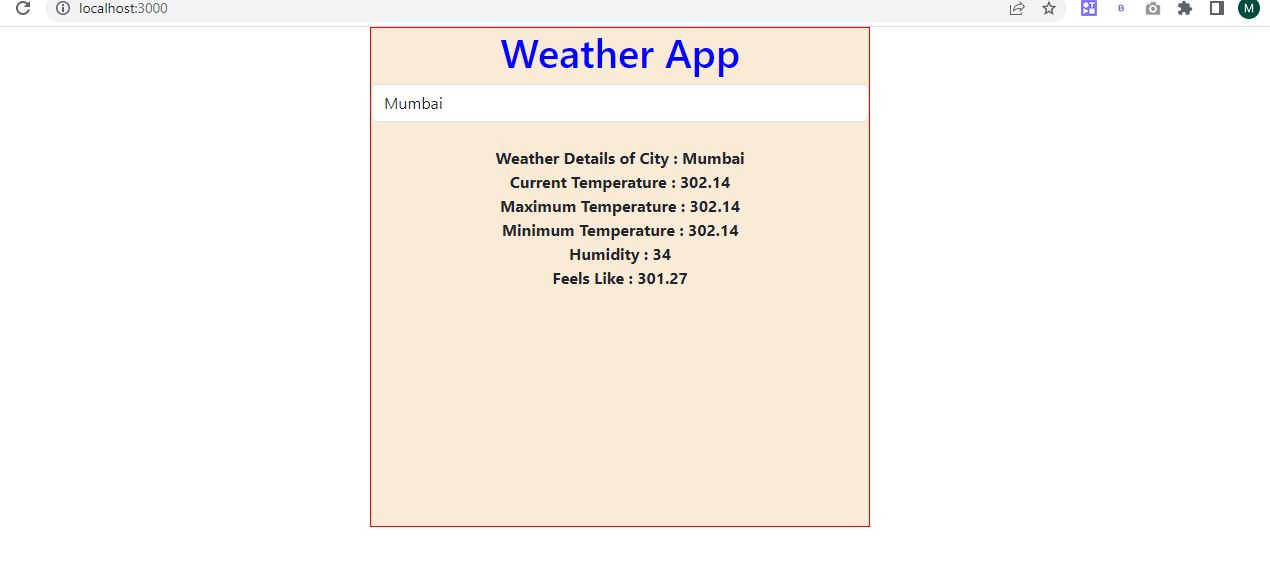 localhost:3000
B
M
Weather App
Mumbai
Weather Details of City : Mumbai
Current Temperature : 302.14
Maximum Temperature : 302.14
Minimum Temperature : 302.14
Humidity : 34
Feels Like : 301.27